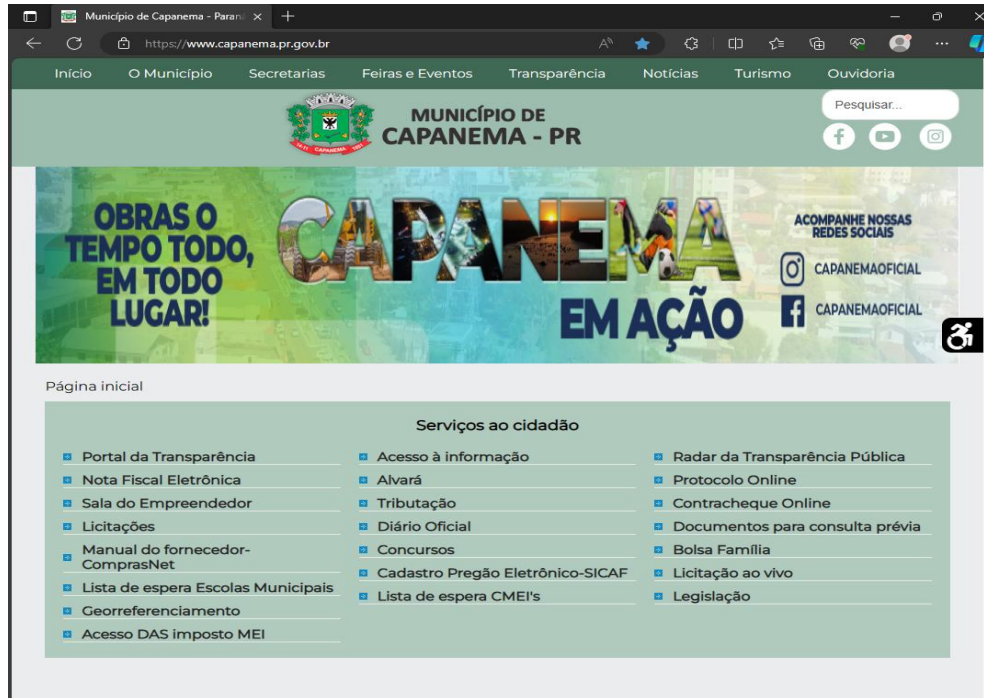 Município de Capanema - Paraná
https://www.capanema.pr.gov.br
Início O Município Secretarias Feiras e Eventos Transparência Notícias Turismo Ouvidoria
MUNICÍPIO DE
CAPANEMA - PR
Pesquisar...
OBRAS O
TEMPO TODO,
EM TODO
LUGAR!
CAPANEMA
EM AÇÃO
ACOMPANHE NOSSAS
REDES SOCIAIS
CAPANEMAOFICIAL
CAPANEMAOFICIAL
Página inicial
Serviços ao cidadão
Portal da Transparência
Nota Fiscal Eletrônica
Sala do Empreendedor
Licitações
Manual do fornecedor-
ComprasNet
Lista de espera Escolas Municipais
Georreferenciamento
Acesso DAS imposto MEI
Acesso à informação
Alvará
Tributação
Diário Oficial
Concursos
Cadastro Pregão Eletrônico-SICAF
Lista de espera CMEI's
Radar da Transparência Pública
Protocolo Online
Contracheque Online
Documentos para consulta prévia
Bolsa Família
Licitação ao vivo
Legislação